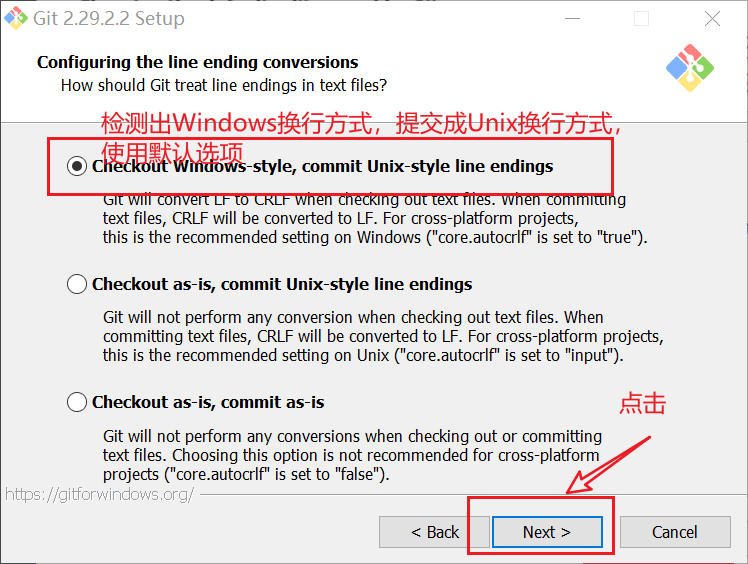 Git 2.29.2.2 Setup
Configuring the line ending conversions
How should Git treat line endings in text files?
检测出Windows换行方式，提交成Unix换行方式，
使用默认选项
Checkout Windows-style, commit Unix-style line endings
Git will convert LF to CRLF when checking out text files. When committing
text files, CRLF will be converted to LF. For cross-platform projects,
this is the recommended setting on Windows ("core.autocrlf" is set to "true").
Checkout as-is, commit Unix-style line endings
Git will not perform any conversion when checking out text files. When
committing text files, CRLF will be converted to LF. For cross-platform projects,
this is the recommended setting on Unix ("core.autocrlf" is set to "input").
Checkout as-is, commit as-is
Git will not perform any conversions when checking out or committing
text files. Choosing this option is not recommended for cross-platform
projects ("core.autocrlf" is set to "false").
点击
https://gitforwindows.org/
< Back
Next >
Cancel